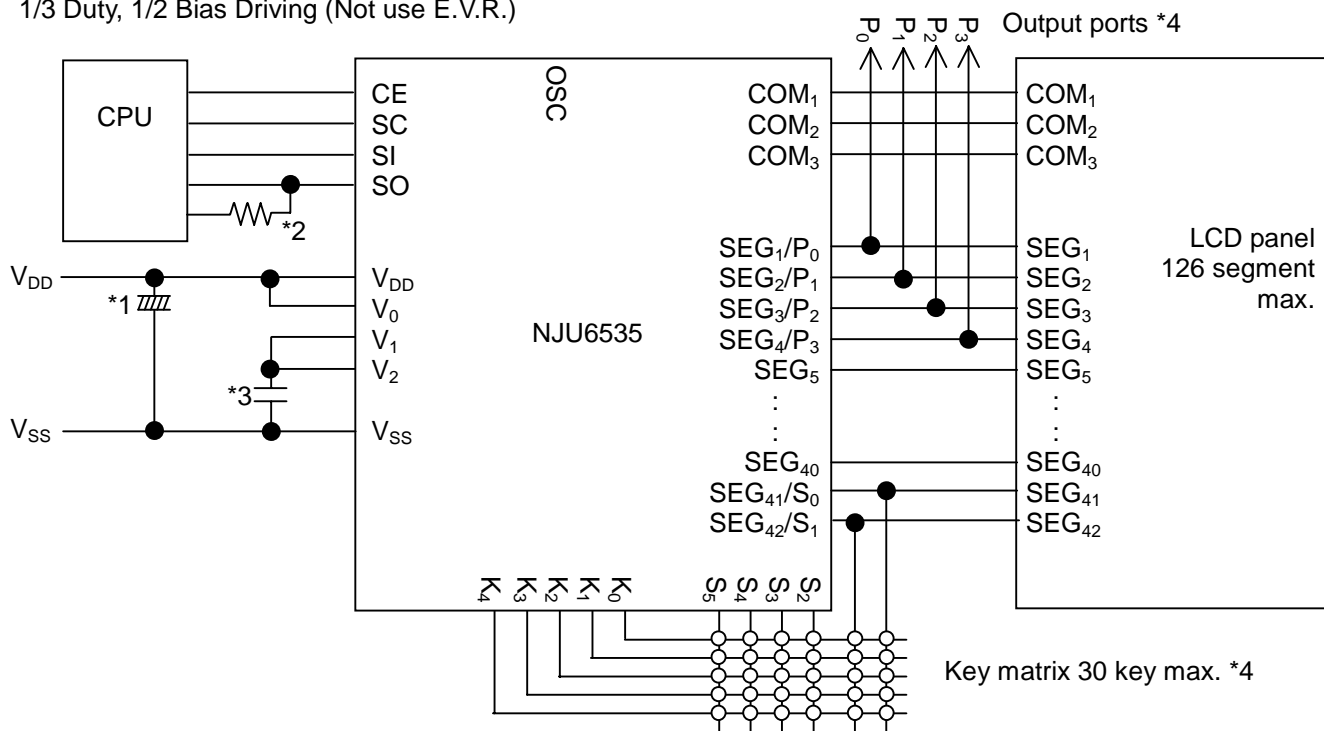 1/3 Duty, 1/2 Bias Driving (Not use E.V.R.)
P₀ P₁ P₂ P₃ Output ports *4
CPU
CE
SC
SI
SO
*2
OSC
COM₁
COM₂
COM₃
COM₁
COM₂
COM₃
V_DD
*1
V_SS
V_DD
V₀
V₁
V₂
*3
V_SS
NJU6535
SEG₁/P₀
SEG₂/P₁
SEG₃/P₂
SEG₄/P₃
SEG₅
:
:
SEG₄₀
SEG₄₁/S₀
SEG₄₂/S₁
SEG₁
SEG₂
SEG₃
SEG₄
SEG₅
:
:
SEG₄₀
SEG₄₁
SEG₄₂
LCD panel
126 segment
max.
K₄ K₃ K₂ K₁ K₀ S₅ S₄ S₃ S₂
Key matrix 30 key max. *4